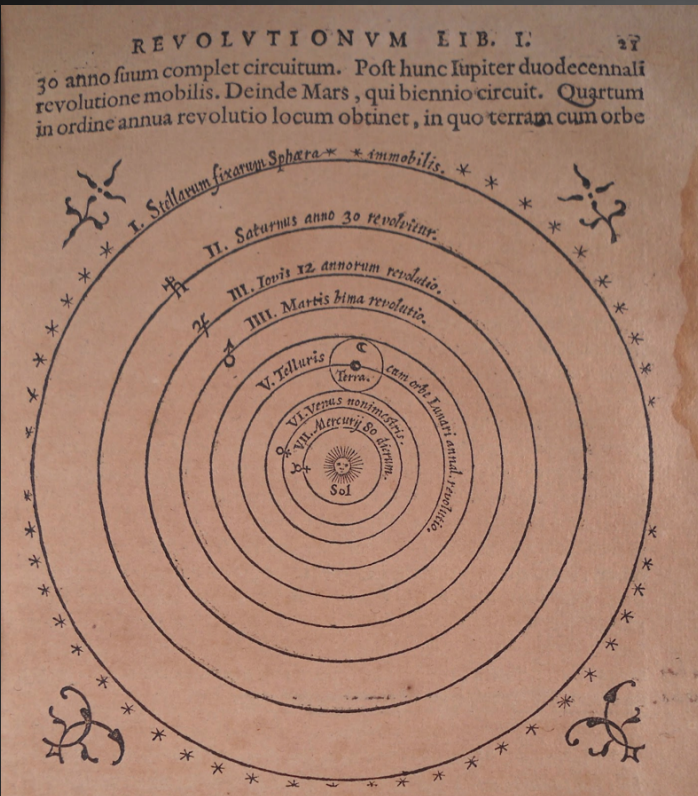 REVOLVTIONVM LIB. I.
21
30 anno ſuum complet circuitum. Poſt hunc Iupiter duodecennali
revolutione mobilis. Deinde Mars, qui biennio circuit. Quartum
in ordine annua revolutio locum obtinet, in quo terram cum orbe
I. Stellarum fixarum Sphæra immobilis.
II. Saturnus anno 30 revolvitur.
III. Iovis 12 annorum revolutio.
IIII. Martis bima revolutio.
V. Telluris cum orbe Lunari annal. revolutio.
Terra.
VI. Venus nonimestris.
VII. Mercurij 80 dierum.
Sol